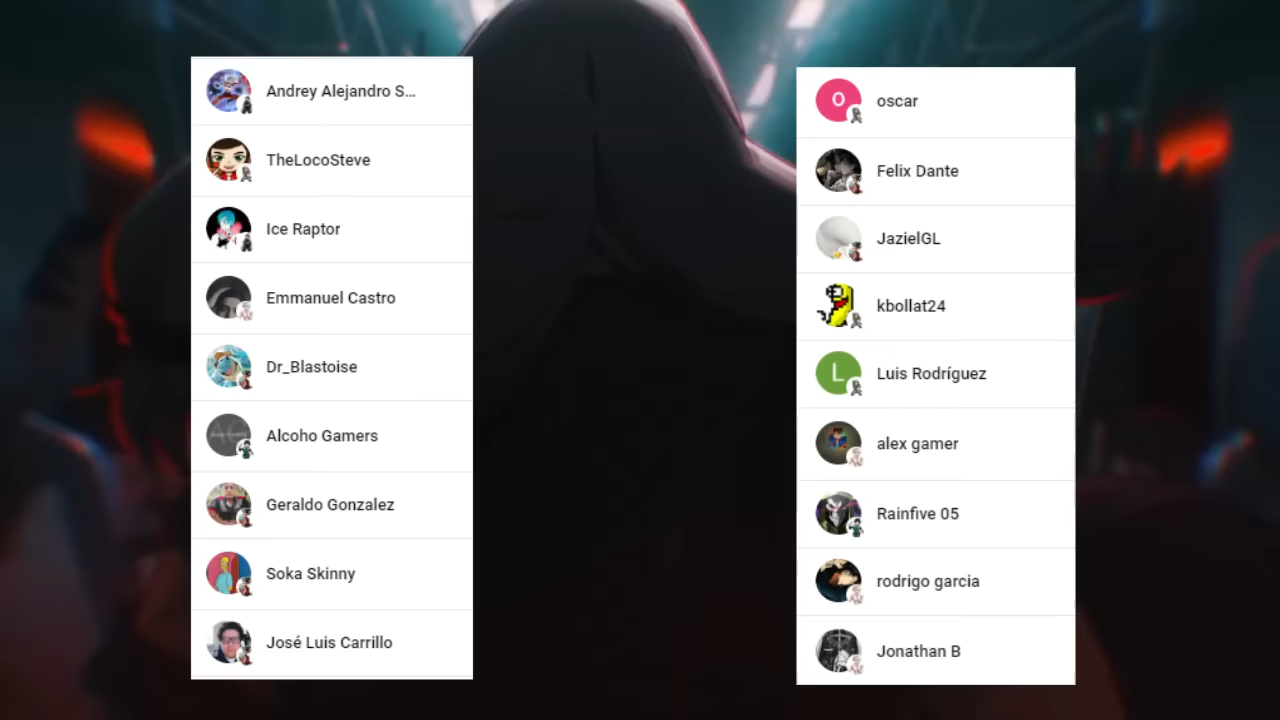 Andrey Alejandro S...
TheLocoSteve
Ice Raptor
Emmanuel Castro
Dr_Blastoise
Alcoho Gamers
Geraldo Gonzalez
Soka Skinny
José Luis Carrillo
O
oscar
Felix Dante
JazielGL
kbollat24
L
Luis Rodríguez
alex gamer
Rainfive 05
rodrigo garcia
Jonathan B